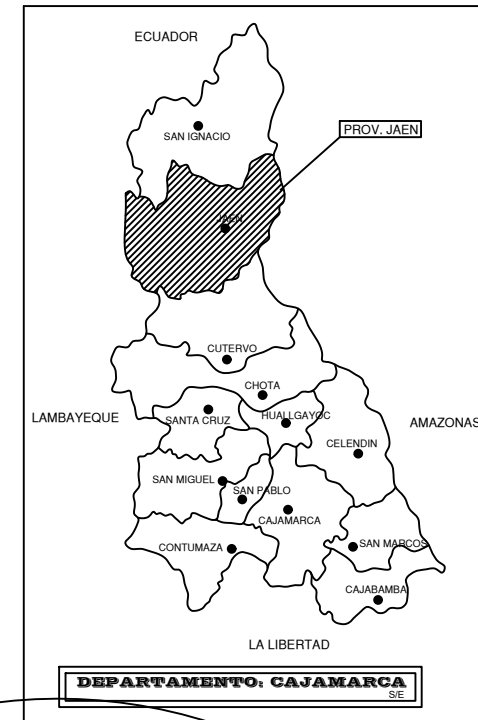 ECUADOR
PROV. JAEN
SAN IGNACIO
JAEN
CUTERVO
CHOTA
LAMBAYEQUE
SANTA CRUZ
HUALLGAYOC
AMAZONAS
CELENDIN
SAN MIGUEL
SAN PABLO
CAJAMARCA
CONTUMAZA
SAN MARCOS
CAJABAMBA
LA LIBERTAD
DEPARTAMENTO: CAJAMARCA
S/E